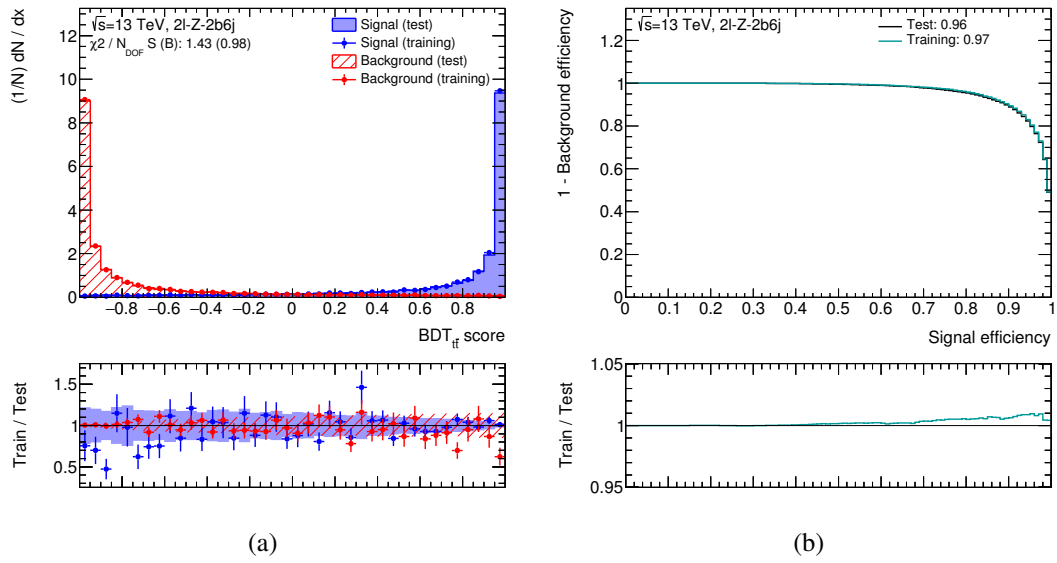 √s=13 TeV, 2l-Z-2b6j
χ2 / N_DOF S (B): 1.43 (0.98)
Signal (test)
Signal (training)
Background (test)
Background (training)
(1/N) dN / dx
12
10
8
6
4
2
0
−0.8 −0.6 −0.4 −0.2 0 0.2 0.4 0.6 0.8
BDT_tt̄ score
Train / Test
1.5
1
0.5
(a)
√s=13 TeV, 2l-Z-2b6j
Test: 0.96
Training: 0.97
1 - Background efficiency
1.2
1
0.8
0.6
0.4
0.2
0
0 0.1 0.2 0.3 0.4 0.5 0.6 0.7 0.8 0.9 1
Signal efficiency
Train / Test
1.05
1
0.95
(b)